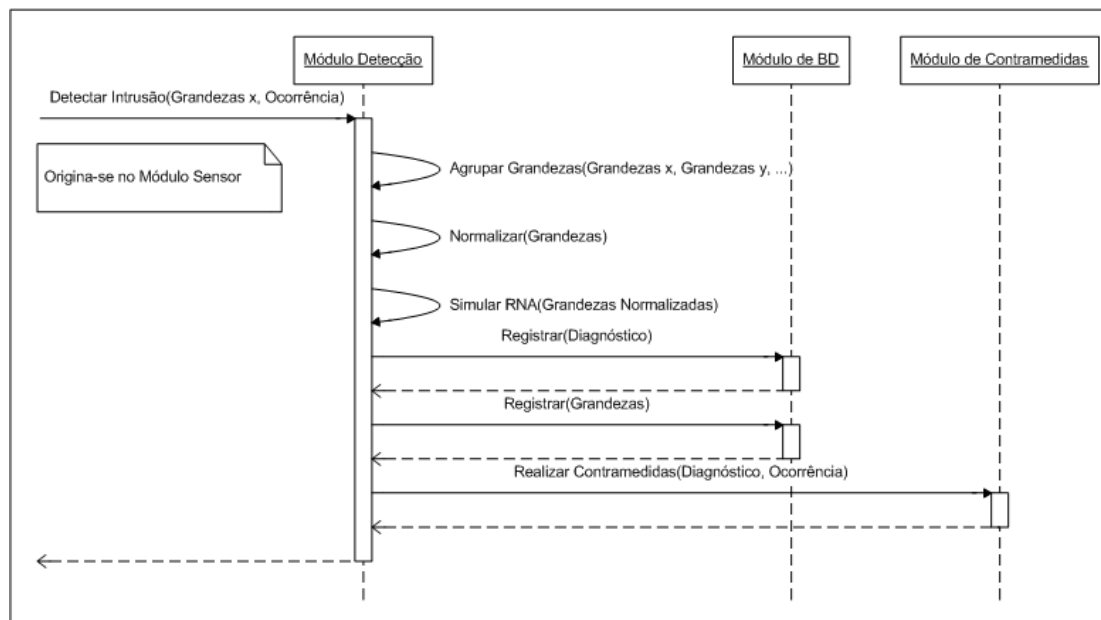 Módulo Detecção
Módulo de BD
Módulo de Contramedidas
Detectar Intrusão(Grandezas x, Ocorrência)
Origina-se no Módulo Sensor
Agrupar Grandezas(Grandezas x, Grandezas y, ...)
Normalizar(Grandezas)
Simular RNA(Grandezas Normalizadas)
Registrar(Diagnóstico)
Registrar(Grandezas)
Realizar Contramedidas(Diagnóstico, Ocorrência)